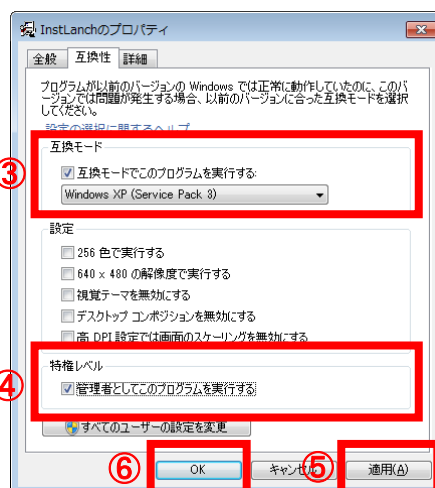 InstLanchのプロパティ
全般 互換性 詳細
プログラムが以前のバージョンの Windows では正常に動作していたのに、このバ
ージョンでは問題が発生する場合、以前のバージョンに合った互換モードを選択
してください。
設定の選択に関するヘルプ
互換モード
③
互換モードでこのプログラムを実行する:
Windows XP (Service Pack 3)
設定
256 色で実行する
640 x 480 の解像度で実行する
視覚テーマを無効にする
デスクトップ コンポジションを無効にする
高 DPI 設定では画面のスケーリングを無効にする
特権レベル
④
管理者としてこのプログラムを実行する
すべてのユーザーの設定を変更
⑥ OK キャンセル ⑤ 適用(A)